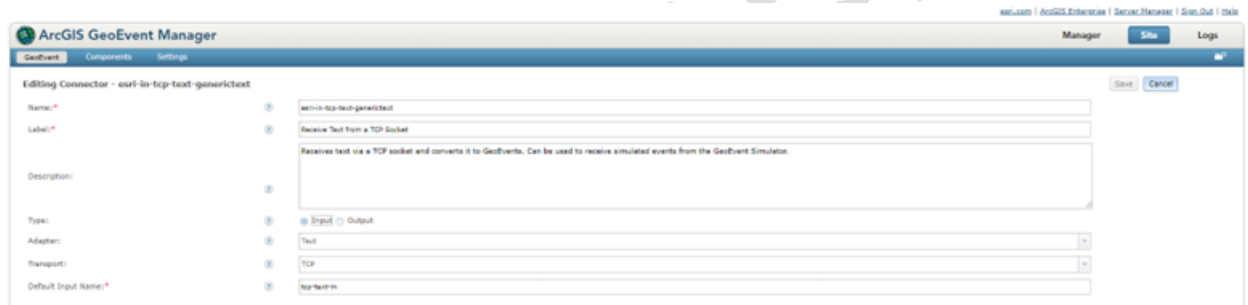 esri.com | ArcGIS Enterprise | Server Manager | Sign Out | Help
ArcGIS GeoEvent Manager
Manager Site Logs
GeoEvent Components Settings
Editing Connector - esri-in-tcp-text-generictext
Save Cancel
Name:* esri-in-tcp-text-generictext
Label:* Receive Text from a TCP Socket
Receives text via a TCP socket and converts it to GeoEvents. Can be used to receive simulated events from the GeoEvent Simulator.
Description:
Type: Input Output
Adapter: Text
Transport: TCP
Default Input Name:* tcp-text-in